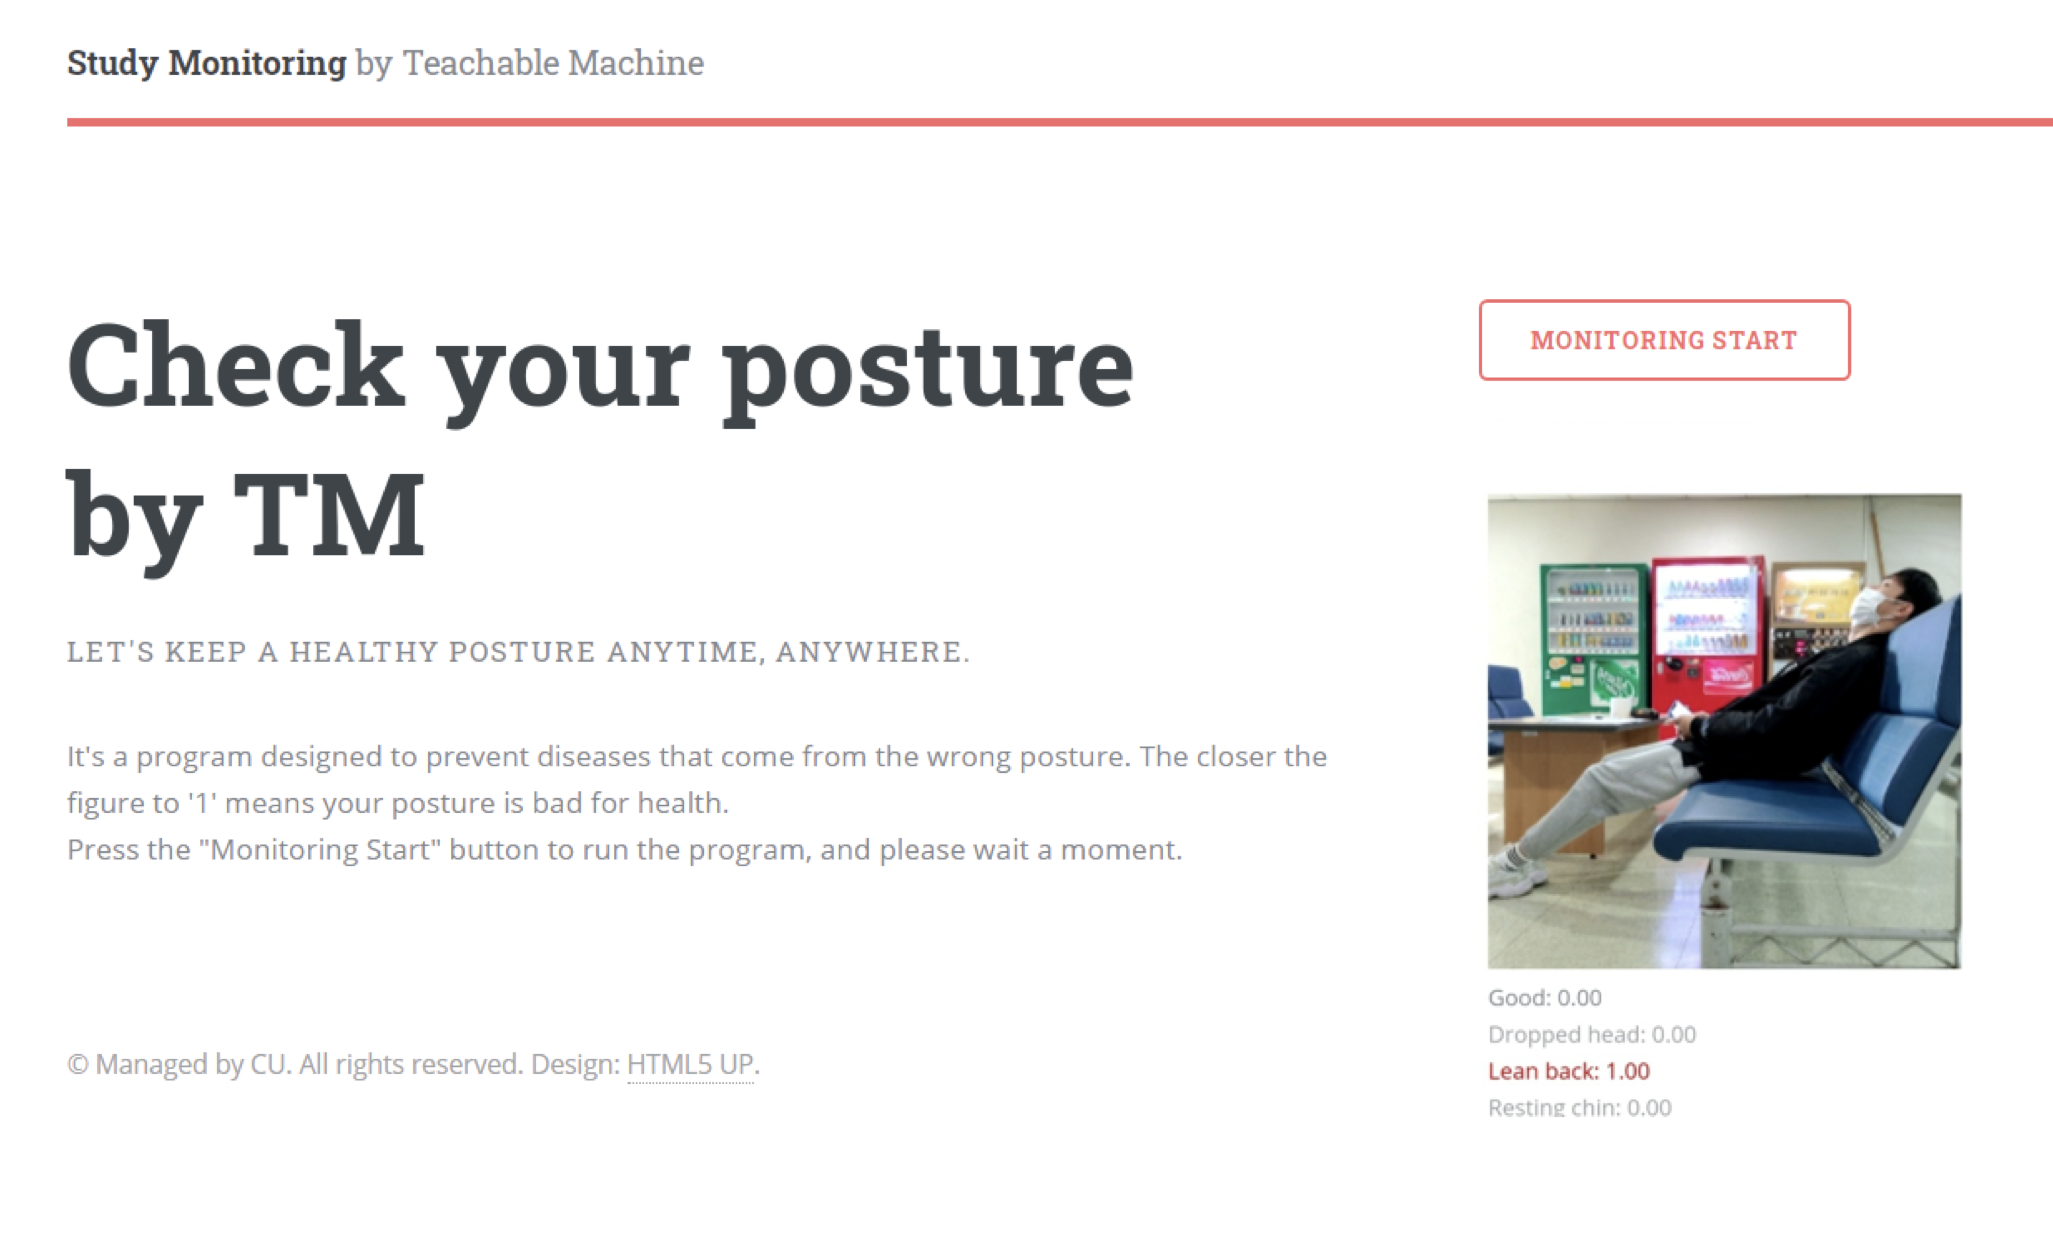 Study Monitoring by Teachable Machine
Check your posture
by TM
LET'S KEEP A HEALTHY POSTURE ANYTIME, ANYWHERE.
It's a program designed to prevent diseases that come from the wrong posture. The closer the
figure to '1' means your posture is bad for health.
Press the "Monitoring Start" button to run the program, and please wait a moment.
© Managed by CU. All rights reserved. Design: HTML5 UP.
MONITORING START
Good: 0.00
Dropped head: 0.00
Lean back: 1.00
Resting chin: 0.00